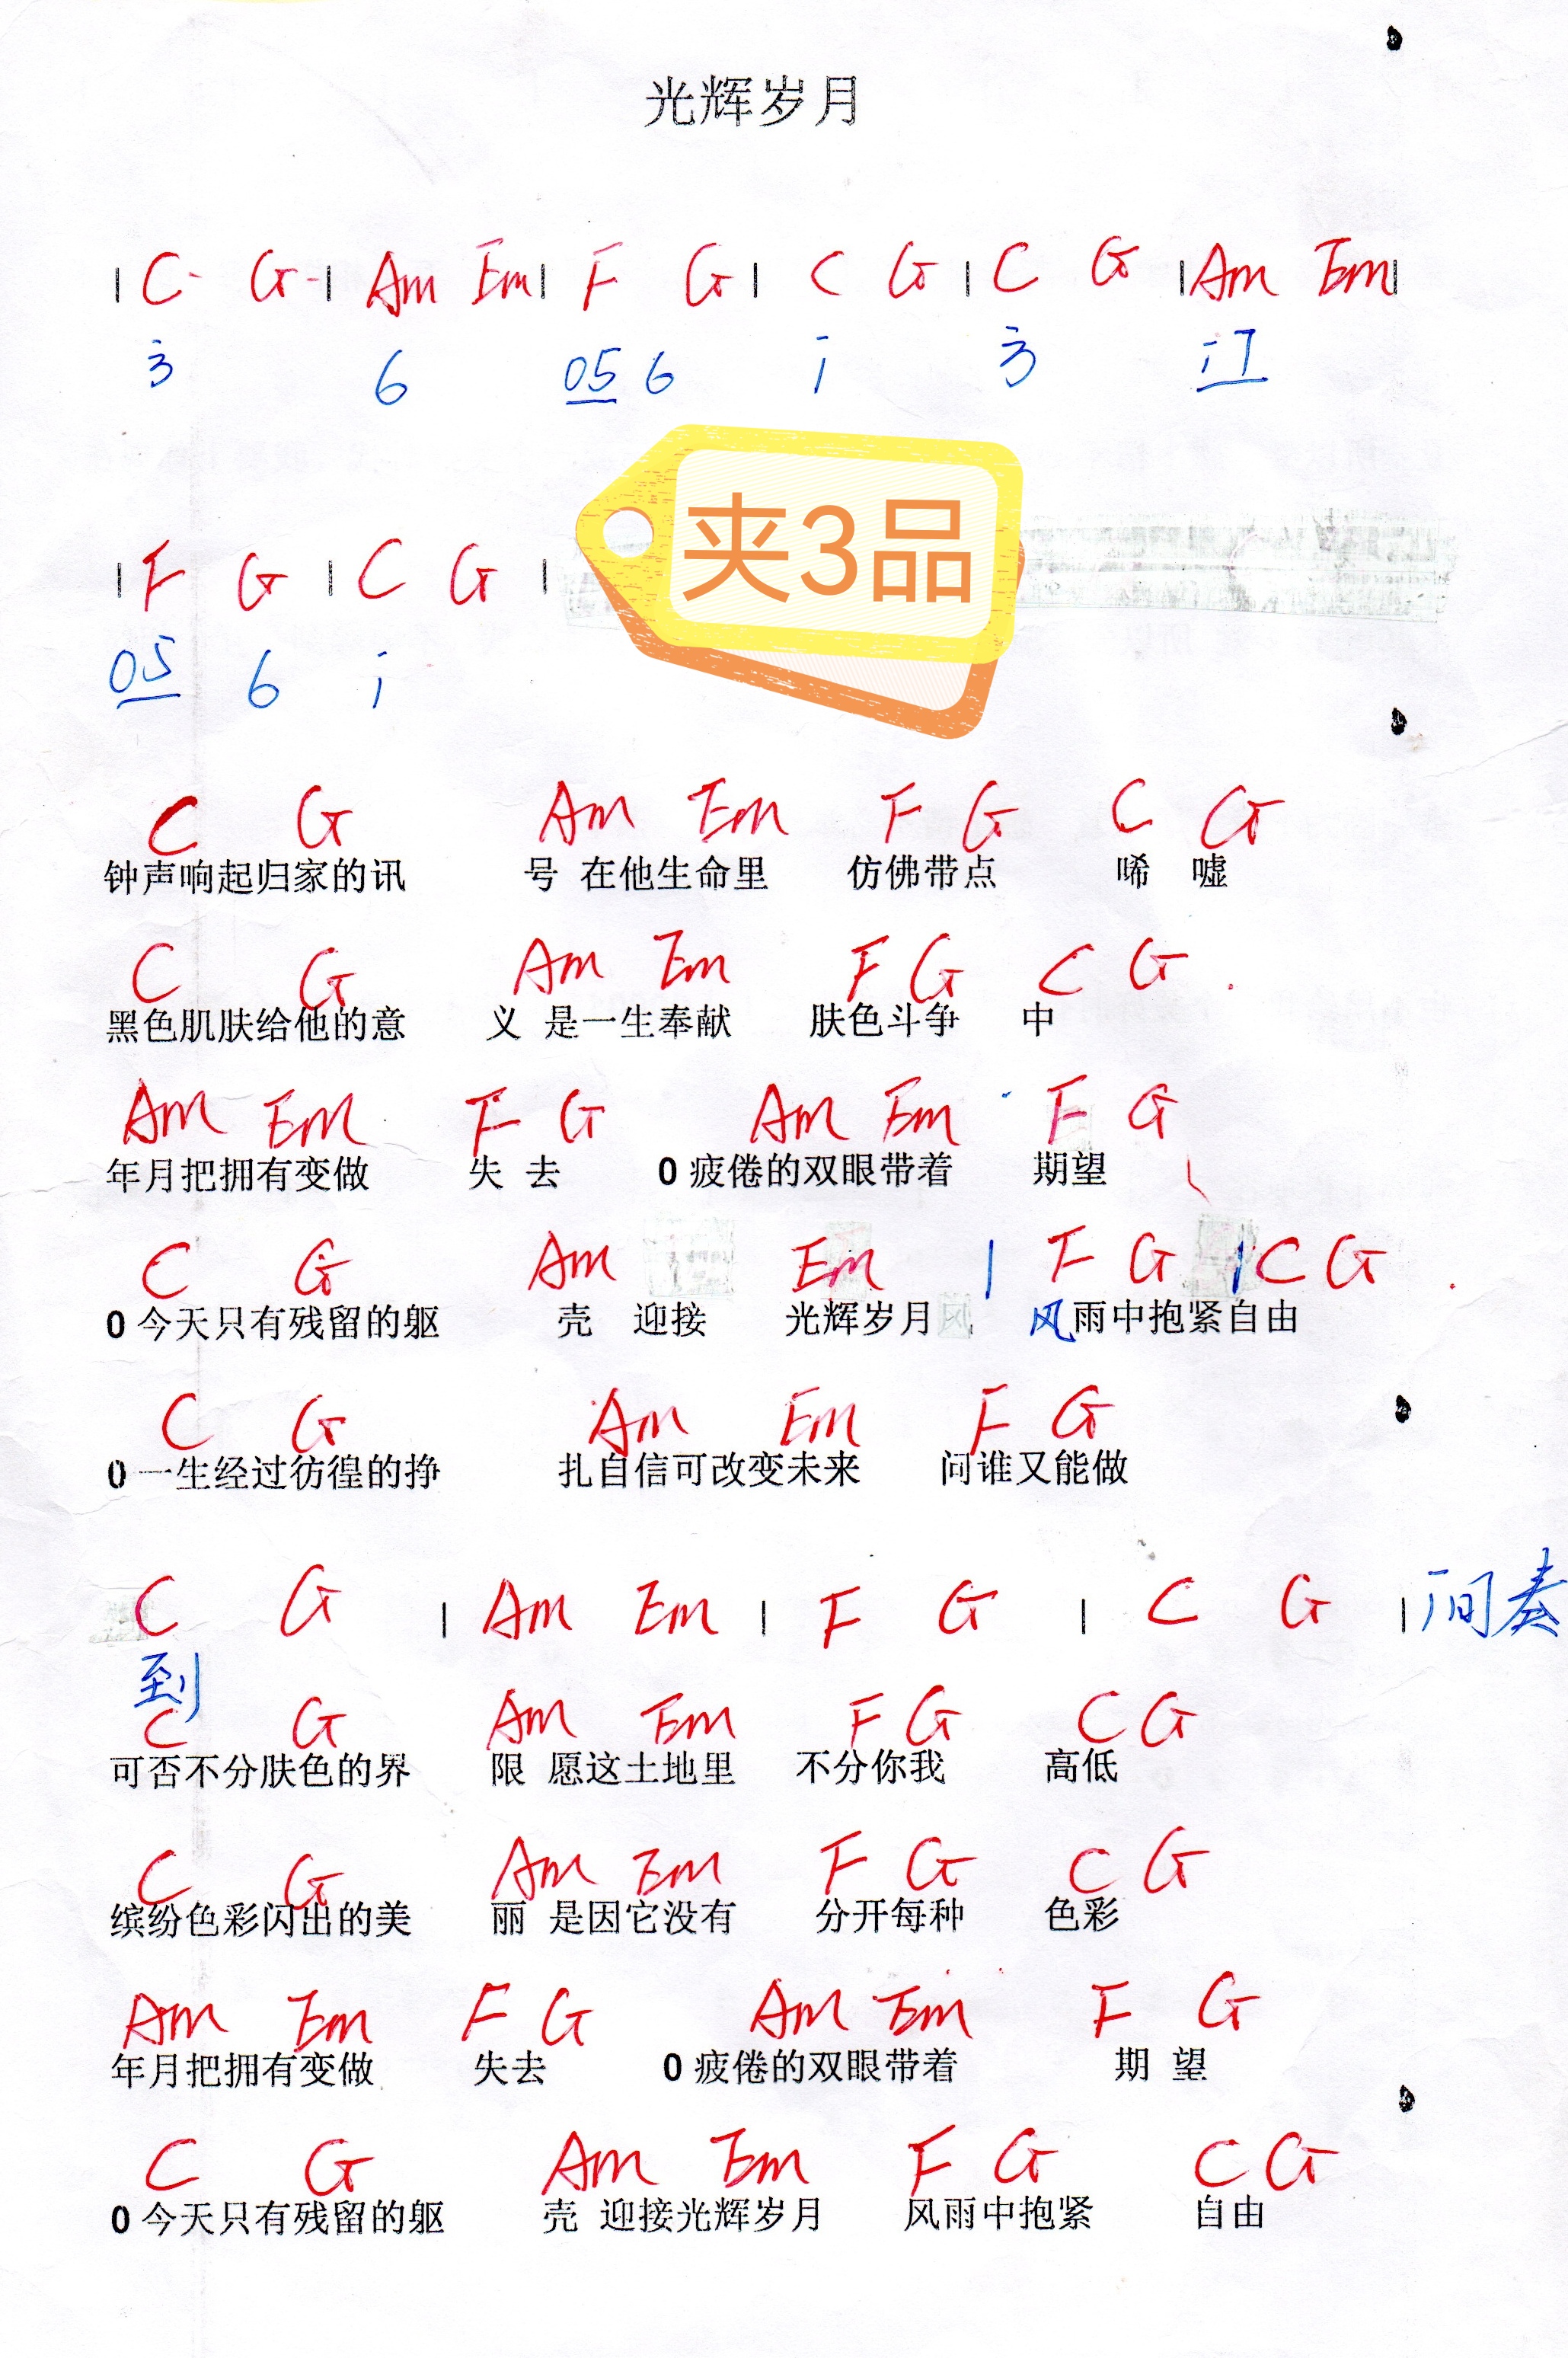 光辉岁月
| C - G - | Am Em | F G | C G | C G | Am Em |
3̇ 6 05 6 i 3̇ i7
| F G | C G |
夹3品
05 6 i
C G Am Em F G C G
钟声响起归家的讯 号 在他生命里 仿佛带点 唏 嘘
C G Am Em F G C G
黑色肌肤给他的意 义 是一生奉献 肤色斗争 中
Am Em F G Am Em F G
年月把拥有变做 失 去 0 疲倦的双眼带着 期望
C G Am Em | F G | C G
0 今天只有残留的躯 壳 迎接 光辉岁月 风雨中抱紧自由
C G Am Em F G
0 一生经过彷徨的挣 扎自信可改变未来 问谁又能做
C G | Am Em | F G | C G | 间奏
到
C G Am Em F G C G
可否不分肤色的界 限 愿这土地里 不分你我 高低
C G Am Em F G C G
缤纷色彩闪出的美 丽 是因它没有 分开每种 色彩
Am Em F G Am Em F G
年月把拥有变做 失去 0 疲倦的双眼带着 期 望
C G Am Em F G C G
0 今天只有残留的躯 壳 迎接光辉岁月 风雨中抱紧 自由